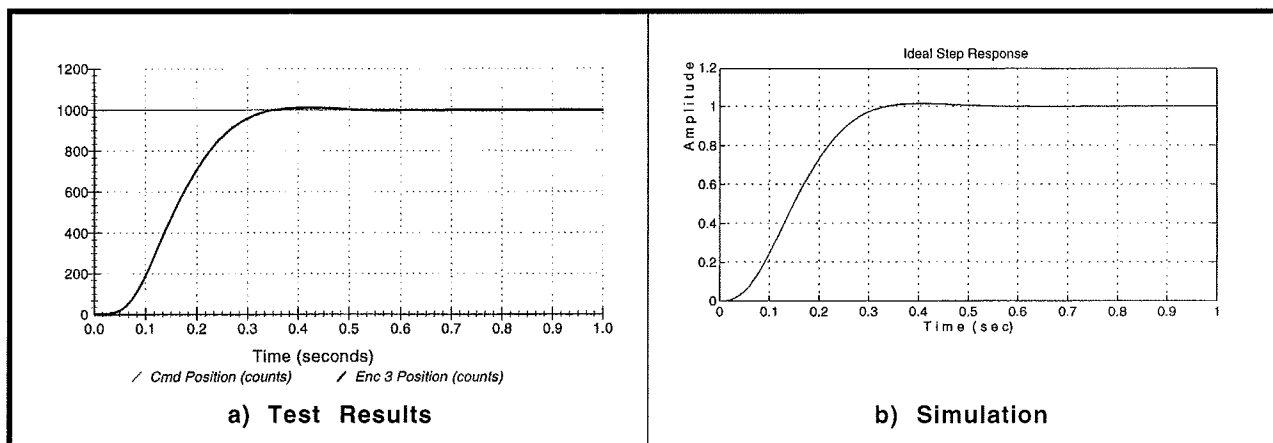 1200
1000
800
600
400
200
0
0.0 0.1 0.2 0.3 0.4 0.5 0.6 0.7 0.8 0.9 1.0
Time (seconds)
Cmd Position (counts) Enc 3 Position (counts)
a) Test Results
Ideal Step Response
Amplitude
1.2
1
0.8
0.6
0.4
0.2
0
0 0.1 0.2 0.3 0.4 0.5 0.6 0.7 0.8 0.9 1
Time (sec)
b) Simulation